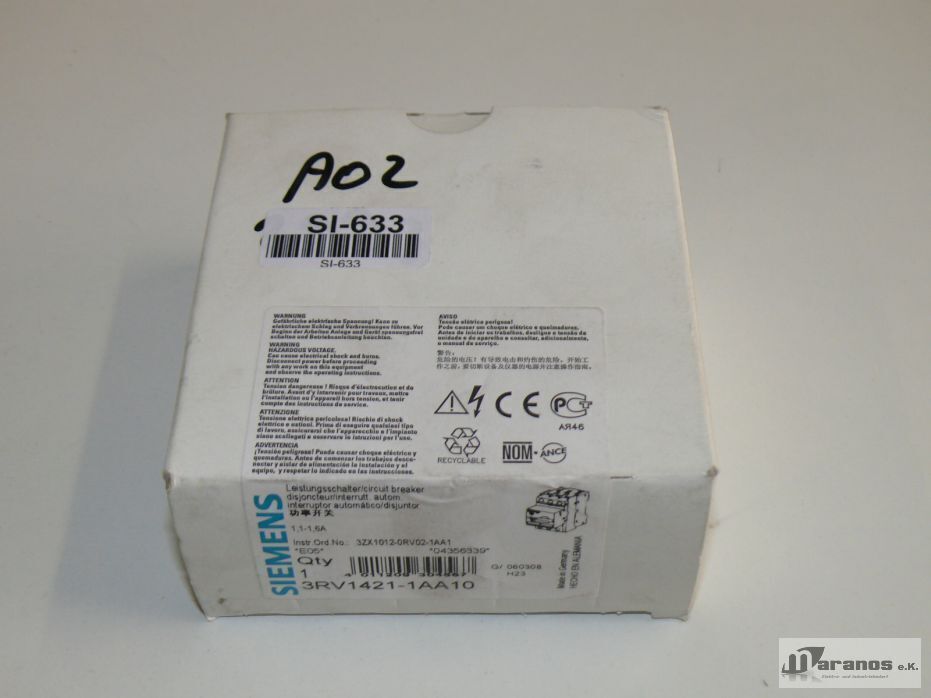 A02
SI-633
SI-633
WARNUNG
Gefährliche elektrische Spannung! Kann zu
elektrischem Schlag und Verbrennungen führen. Vor
Beginn der Arbeiten Anlage und Gerät spannungsfrei
schalten und Betriebsanleitung beachten.
WARNING
HAZARDOUS VOLTAGE.
Can cause electrical shock and burns.
Disconnect power before proceeding
with any work on this equipment
and observe the operating instructions.
ATTENTION
Tension dangereuse ! Risque d'électrocution et de
brûlure. Avant d'y intervenir pour travaux, mettre
l'installation ou l'appareil hors tension, et tenir
compte des instructions de service.
ATTENZIONE
Tensione elettrica pericolosa! Rischio di shock
elettrico e ustioni. Prima di eseguire qualsiasi tipo
di lavoro, assicurarsi che l'apparecchio e l'impianto
siano scollegati e osservare le istruzioni per l'uso.
ADVERTENCIA
¡Tensión peligrosa! Puede causar choque eléctrico y
quemaduras. Antes de comenzar los trabajos desco-
nectar y aislar de alimentación la instalación y el
equipo, y respetar lo indicado en las instrucciones.
AVISO
Tensão elétrica perigosa!
Pode causar um choque elétrico e queimaduras.
Antes de iniciar os trabalhos, desligue a tensão da
unidade e do aparelho e consultar, adicionalmente,
o manual de serviço.
警告:
危险的电压!有导致电击和灼伤的危险。开始工
作之前,要切断设备及仪器的电源并注意操作指南。
CE
РСТ
АЯ46
RECYCLABLE
NOM-ANCE
SIEMENS
Leistungsschalter/circuit breaker
disjoncteur/interrutt. autom.
interruptor automático/disjuntor
功率开关
1,1-1,6A
Instr.Ord.No.: 3ZX1012-0RV02-1AA1
*E05* *04356339*
Qty
1
G/ 060308
H23
3RV1421-1AA10
Made in Germany
HECHO EN ALEMANIA
Maranos e.K.
Elektro- und Industriebedarf